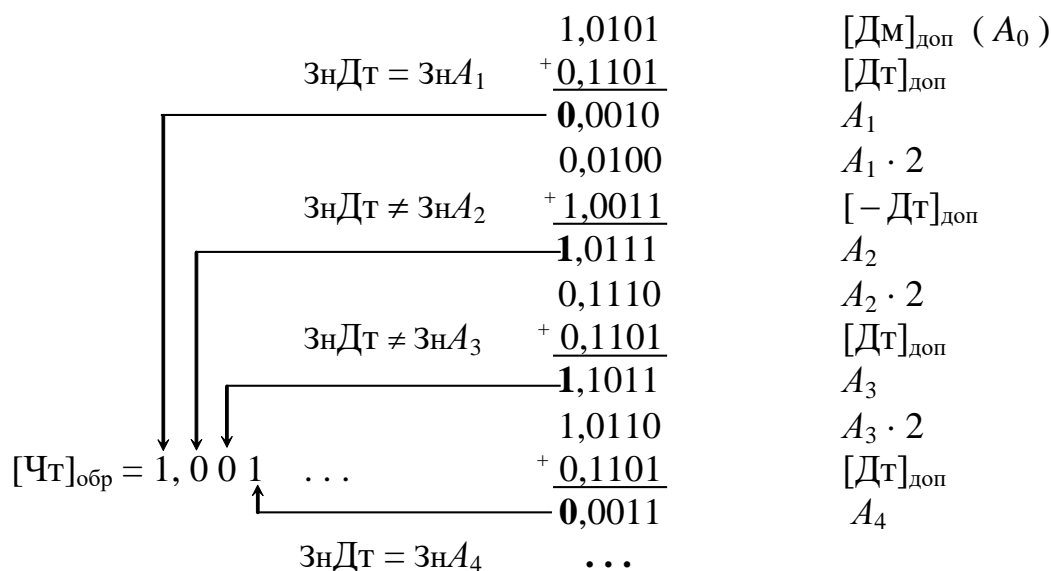 1,0101 [Дм]доп ( A0 )
ЗнДт = ЗнA1 + 0,1101 [Дт]доп
0,0010 A1
0,0100 A1 · 2
ЗнДт ≠ ЗнA2 + 1,0011 [ – Дт]доп
1,0111 A2
0,1110 A2 · 2
ЗнДт ≠ ЗнA3 + 0,1101 [Дт]доп
1,1011 A3
1,0110 A3 · 2
[Чт]обр = 1, 0 0 1 . . . + 0,1101 [Дт]доп
0,0011 A4
ЗнДт = ЗнA4 . . .